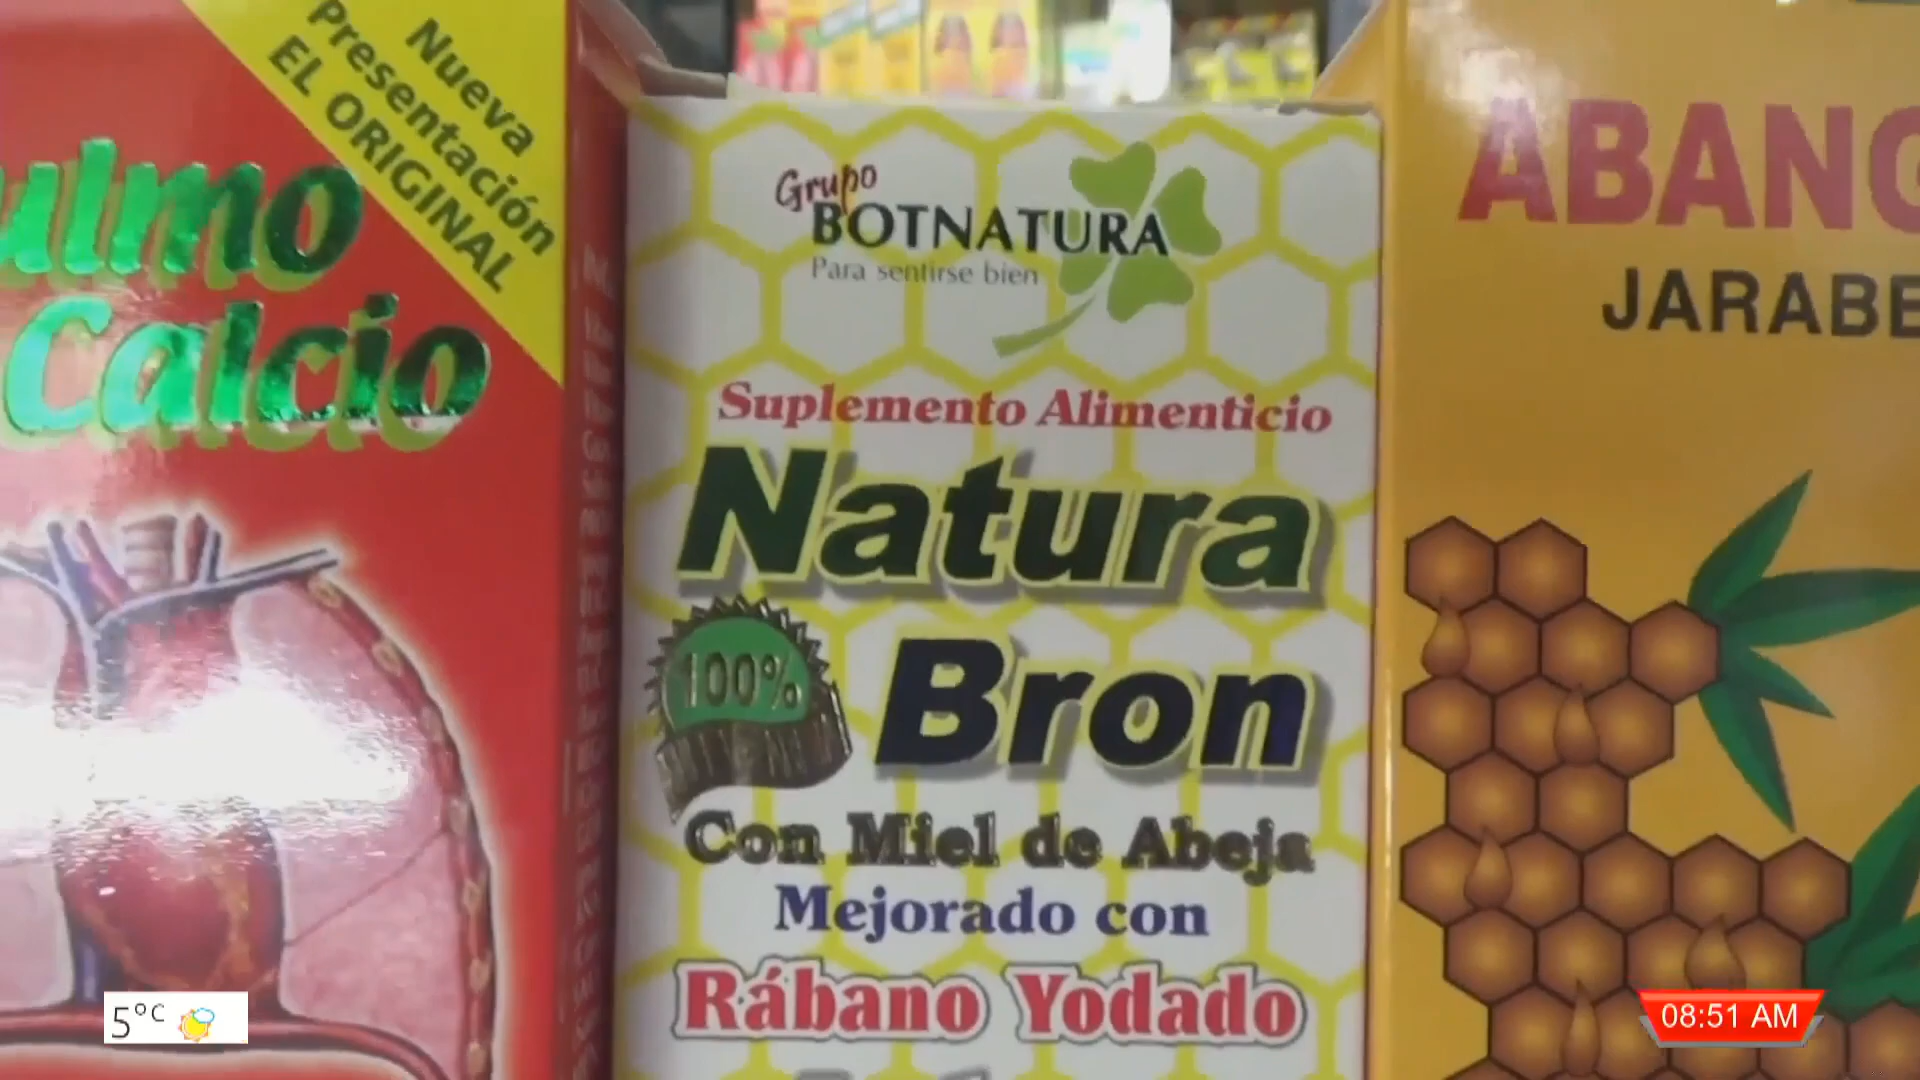 Nueva
Presentación
EL ORIGINAL
ulmo
Calcio
Grupo
BOTNATURA
Para sentirse bien
Suplemento Alimenticio
Natura
100%
Bron
Con Miel de Abeja
Mejorado con
Rábano Yodado
ABANG
JARABE
5°C
08:51 AM